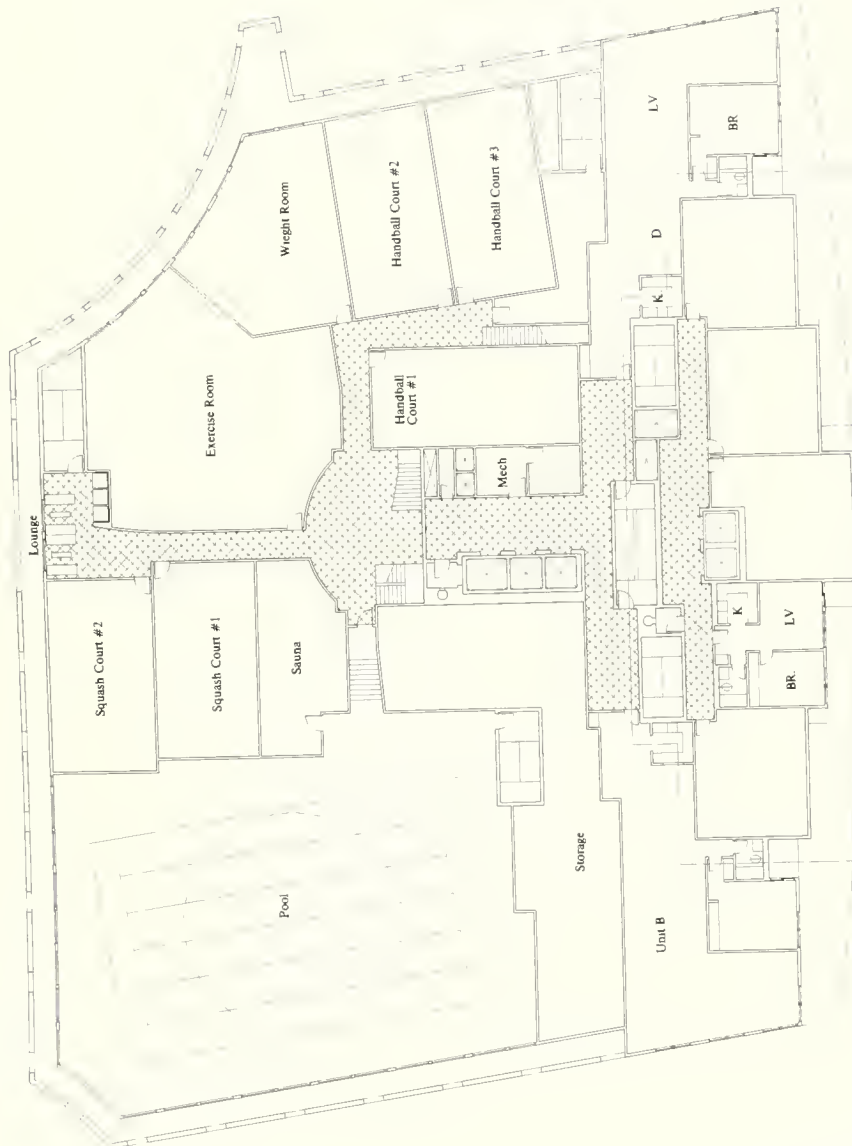 Lounge
Squash Court #2
Squash Court #1
Sauna
Pool
Storage
Unit B
Exercise Room
Wieght Room
Handball Court #2
Handball Court #3
Handball
Court #1
Mech
LV
BR
D
K
K
LV
BR.